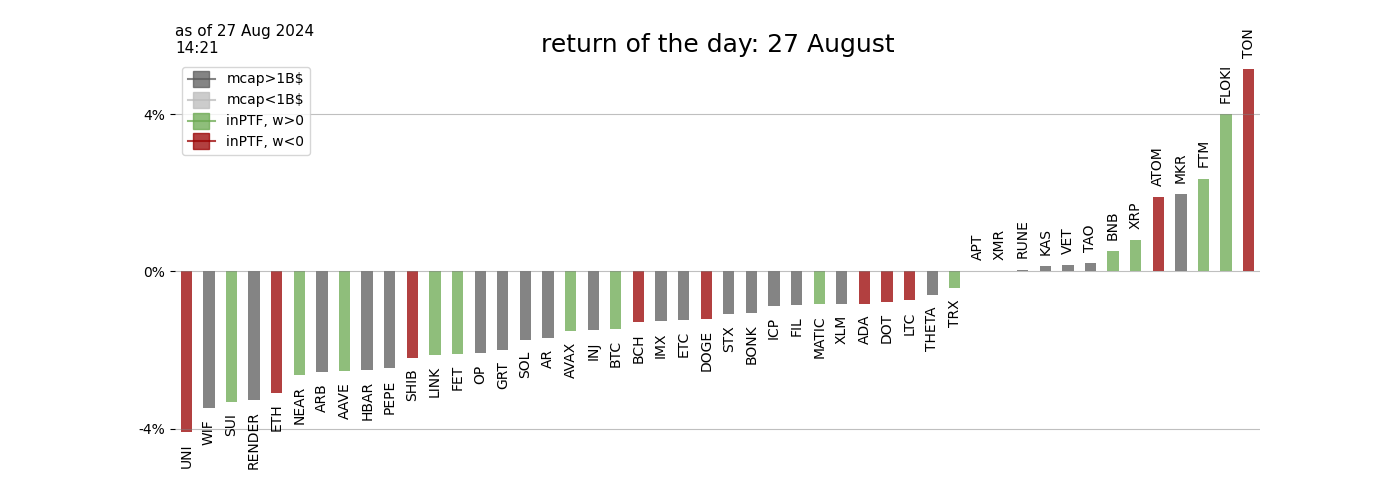 as of 27 Aug 2024
14:21
return of the day: 27 August
mcap>1B$
mcap<1B$
inPTF, w>0
inPTF, w<0
4%
0%
-4%
UNI
WIF
SUI
RENDER
ETH
NEAR
ARB
AAVE
HBAR
PEPE
SHIB
LINK
FET
OP
GRT
SOL
AR
AVAX
INJ
BTC
BCH
IMX
ETC
DOGE
STX
BONK
ICP
FIL
MATIC
XLM
ADA
DOT
LTC
THETA
TRX
APT
XMR
RUNE
KAS
VET
TAO
BNB
XRP
ATOM
MKR
FTM
FLOKI
TON